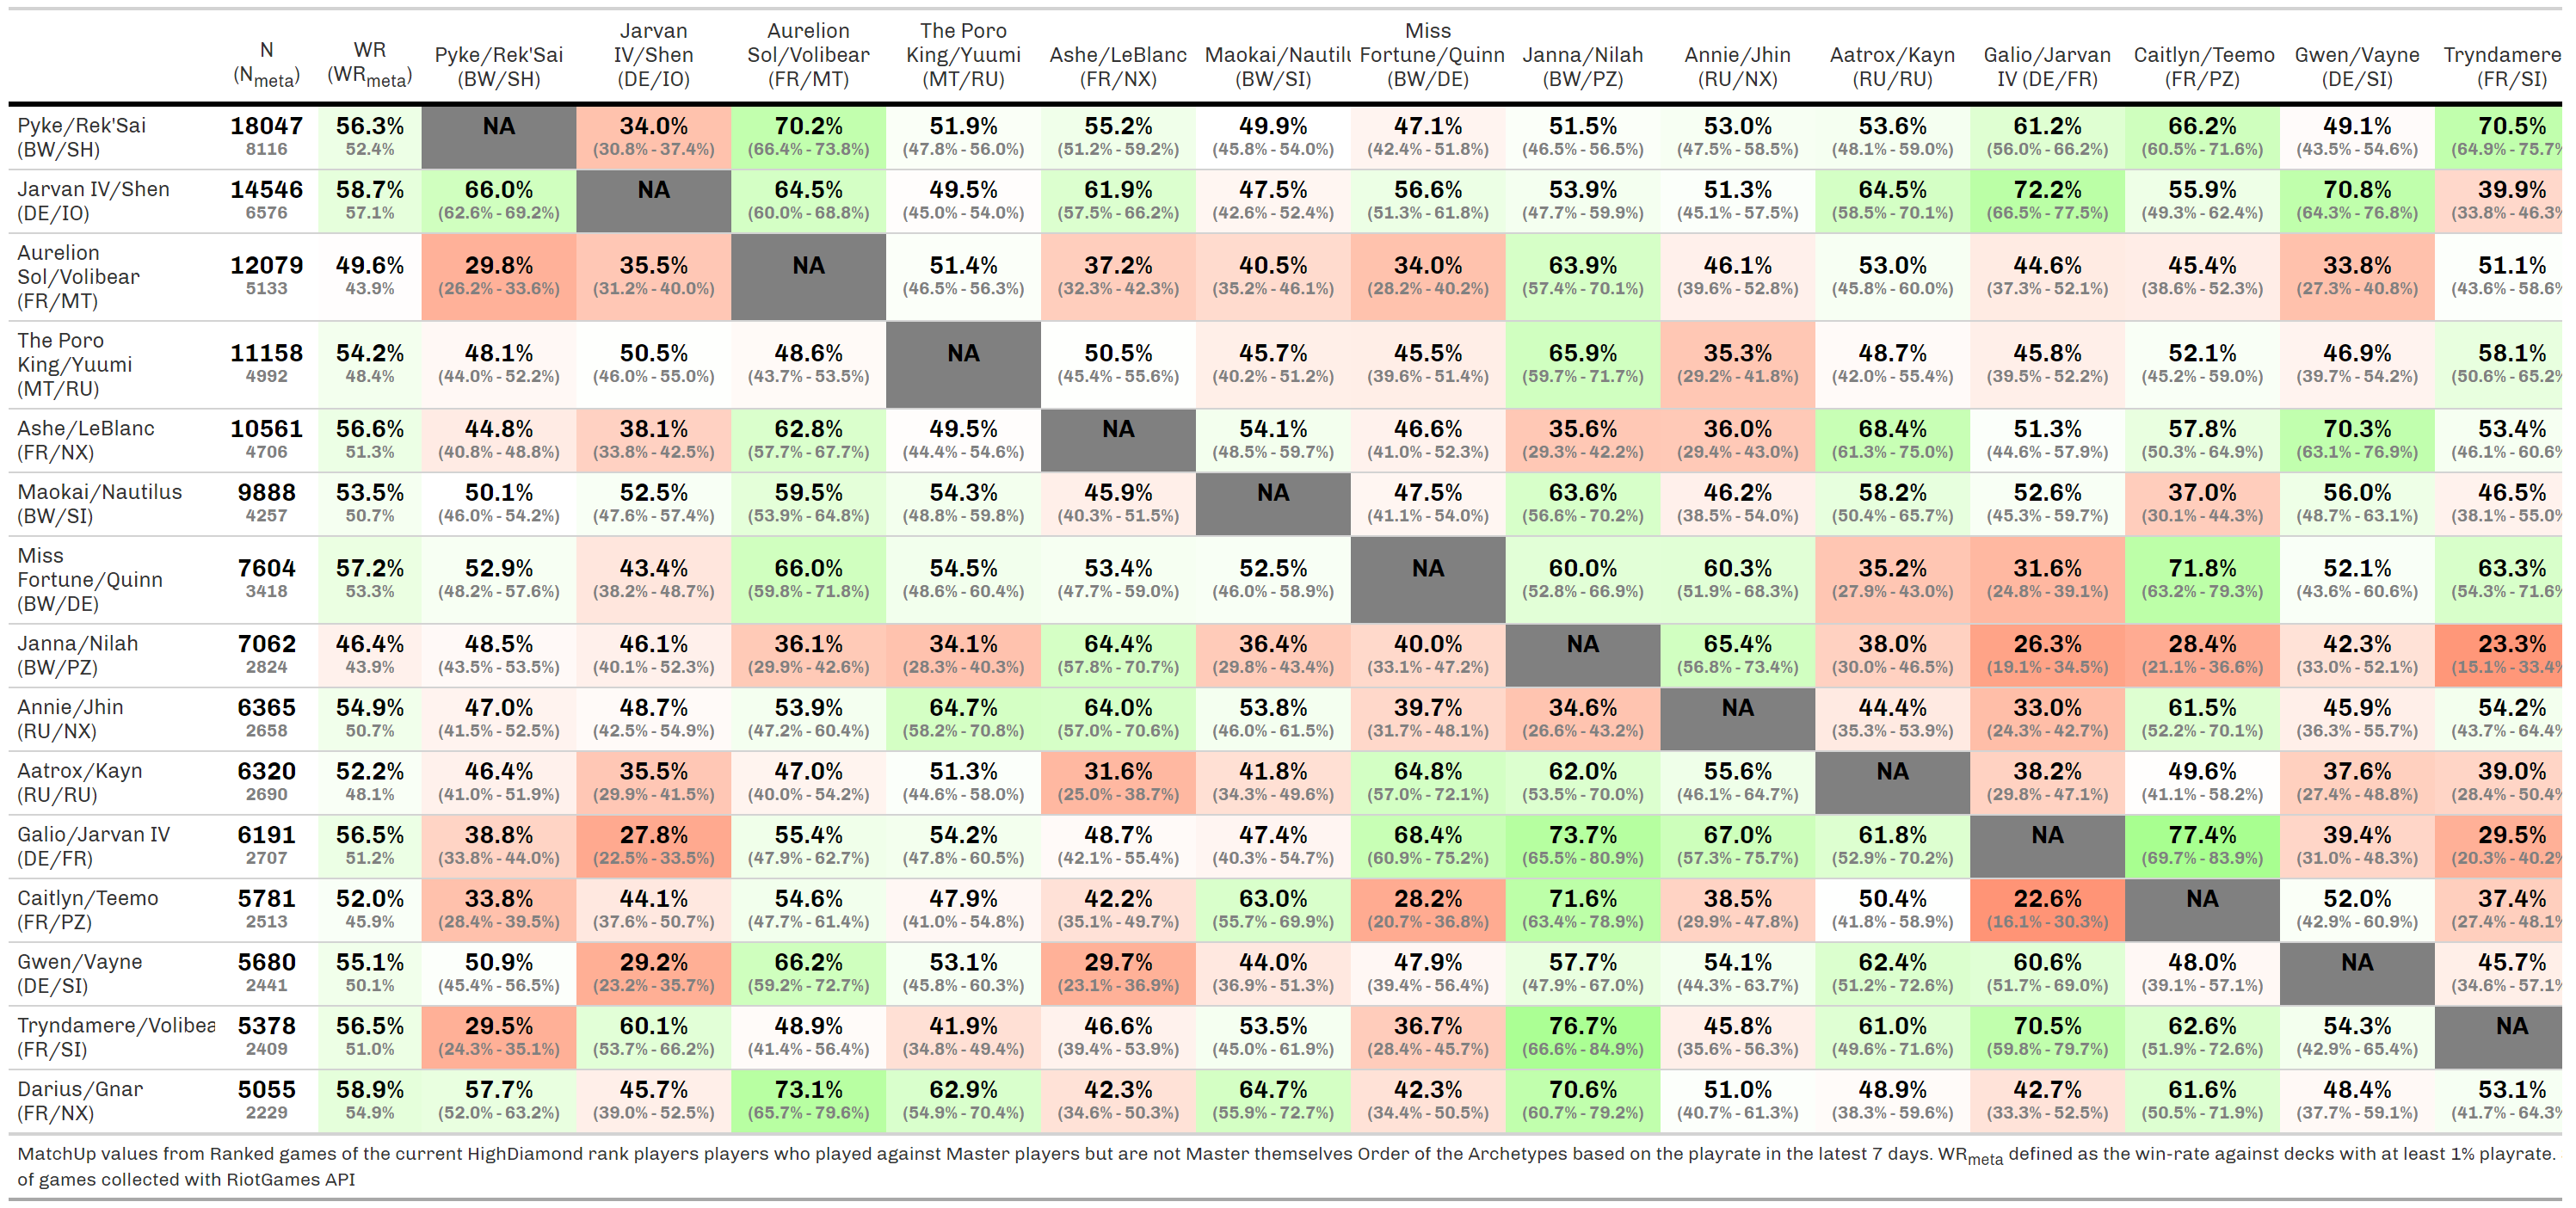 N (Nmeta) WR (WRmeta) Pyke/Rek'Sai (BW/SH) Jarvan IV/Shen (DE/IO) Aurelion Sol/Volibear (FR/MT) The Poro King/Yuumi (MT/RU) Ashe/LeBlanc (FR/NX) Maokai/Nautilu (BW/SI) Miss Fortune/Quinn (BW/DE) Janna/Nilah (BW/PZ) Annie/Jhin (RU/NX) Aatrox/Kayn (RU/RU) Galio/Jarvan IV (DE/FR) Caitlyn/Teemo (FR/PZ) Gwen/Vayne (DE/SI) Tryndamere (FR/SI)
Pyke/Rek'Sai 18047 56.3% NA 34.0% 70.2% 51.9% 55.2% 49.9% 47.1% 51.5% 53.0% 53.6% 61.2% 66.2% 49.1% 70.5%
(BW/SH) 8116 52.4% (30.8% - 37.4%) (66.4% - 73.8%) (47.8% - 56.0%) (51.2% - 59.2%) (45.8% - 54.0%) (42.4% - 51.8%) (46.5% - 56.5%) (47.5% - 58.5%) (48.1% - 59.0%) (56.0% - 66.2%) (60.5% - 71.6%) (43.5% - 54.6%) (64.9% - 75.7%
Jarvan IV/Shen 14546 58.7% 66.0% NA 64.5% 49.5% 61.9% 47.5% 56.6% 53.9% 51.3% 64.5% 72.2% 55.9% 70.8% 39.9%
(DE/IO) 6576 57.1% (62.6% - 69.2%) (60.0% - 68.8%) (45.0% - 54.0%) (57.5% - 66.2%) (42.6% - 52.4%) (51.3% - 61.8%) (47.7% - 59.9%) (45.1% - 57.5%) (58.5% - 70.1%) (66.5% - 77.5%) (49.3% - 62.4%) (64.3% - 76.8%) (33.8% - 46.3%
Aurelion
Sol/Volibear 12079 49.6% 29.8% 35.5% NA 51.4% 37.2% 40.5% 34.0% 63.9% 46.1% 53.0% 44.6% 45.4% 33.8% 51.1%
(FR/MT) 5133 43.9% (26.2% - 33.6%) (31.2% - 40.0%) (46.5% - 56.3%) (32.3% - 42.3%) (35.2% - 46.1%) (28.2% - 40.2%) (57.4% - 70.1%) (39.6% - 52.8%) (45.8% - 60.0%) (37.3% - 52.1%) (38.6% - 52.3%) (27.3% - 40.8%) (43.6% - 58.6%
The Poro
King/Yuumi 11158 54.2% 48.1% 50.5% 48.6% NA 50.5% 45.7% 45.5% 65.9% 35.3% 48.7% 45.8% 52.1% 46.9% 58.1%
(MT/RU) 4992 48.4% (44.0% - 52.2%) (46.0% - 55.0%) (43.7% - 53.5%) (45.4% - 55.6%) (40.2% - 51.2%) (39.6% - 51.4%) (59.7% - 71.7%) (29.2% - 41.8%) (42.0% - 55.4%) (39.5% - 52.2%) (45.2% - 59.0%) (39.7% - 54.2%) (50.6% - 65.2%
Ashe/LeBlanc 10561 56.6% 44.8% 38.1% 62.8% 49.5% NA 54.1% 46.6% 35.6% 36.0% 68.4% 51.3% 57.8% 70.3% 53.4%
(FR/NX) 4706 51.3% (40.8% - 48.8%) (33.8% - 42.5%) (57.7% - 67.7%) (44.4% - 54.6%) (48.5% - 59.7%) (41.0% - 52.3%) (29.3% - 42.2%) (29.4% - 43.0%) (61.3% - 75.0%) (44.6% - 57.9%) (50.3% - 64.9%) (63.1% - 76.9%) (46.1% - 60.6%
Maokai/Nautilus 9888 53.5% 50.1% 52.5% 59.5% 54.3% 45.9% NA 47.5% 63.6% 46.2% 58.2% 52.6% 37.0% 56.0% 46.5%
(BW/SI) 4257 50.7% (46.0% - 54.2%) (47.6% - 57.4%) (53.9% - 64.8%) (48.8% - 59.8%) (40.3% - 51.5%) (41.1% - 54.0%) (56.6% - 70.2%) (38.5% - 54.0%) (50.4% - 65.7%) (45.3% - 59.7%) (30.1% - 44.3%) (48.7% - 63.1%) (38.1% - 55.0%
Miss
Fortune/Quinn 7604 57.2% 52.9% 43.4% 66.0% 54.5% 53.4% 52.5% NA 60.0% 60.3% 35.2% 31.6% 71.8% 52.1% 63.3%
(BW/DE) 3418 53.3% (48.2% - 57.6%) (38.2% - 48.7%) (59.8% - 71.8%) (48.6% - 60.4%) (47.7% - 59.0%) (46.0% - 58.9%) (52.8% - 66.9%) (51.9% - 68.3%) (27.9% - 43.0%) (24.8% - 39.1%) (63.2% - 79.3%) (43.6% - 60.6%) (54.3% - 71.6%
Janna/Nilah 7062 46.4% 48.5% 46.1% 36.1% 34.1% 64.4% 36.4% 40.0% NA 65.4% 38.0% 26.3% 28.4% 42.3% 23.3%
(BW/PZ) 2824 43.9% (43.5% - 53.5%) (40.1% - 52.3%) (29.9% - 42.6%) (28.3% - 40.3%) (57.8% - 70.7%) (29.8% - 43.4%) (33.1% - 47.2%) (56.8% - 73.4%) (30.0% - 46.5%) (19.1% - 34.5%) (21.1% - 36.6%) (33.0% - 52.1%) (15.1% - 33.4%
Annie/Jhin 6365 54.9% 47.0% 48.7% 53.9% 64.7% 64.0% 53.8% 39.7% 34.6% NA 44.4% 33.0% 61.5% 45.9% 54.2%
(RU/NX) 2658 50.7% (41.5% - 52.5%) (42.5% - 54.9%) (47.2% - 60.4%) (58.2% - 70.8%) (57.0% - 70.6%) (46.0% - 61.5%) (31.7% - 48.1%) (26.6% - 43.2%) (35.3% - 53.9%) (24.3% - 42.7%) (52.2% - 70.1%) (36.3% - 55.7%) (43.7% - 64.4%
Aatrox/Kayn 6320 52.2% 46.4% 35.5% 47.0% 51.3% 31.6% 41.8% 64.8% 62.0% 55.6% NA 38.2% 49.6% 37.6% 39.0%
(RU/RU) 2690 48.1% (41.0% - 51.9%) (29.9% - 41.5%) (40.0% - 54.2%) (44.6% - 58.0%) (25.0% - 38.7%) (34.3% - 49.6%) (57.0% - 72.1%) (53.5% - 70.0%) (46.1% - 64.7%) (29.8% - 47.1%) (41.1% - 58.2%) (27.4% - 48.8%) (28.4% - 50.4%
Galio/Jarvan IV 6191 56.5% 38.8% 27.8% 55.4% 54.2% 48.7% 47.4% 68.4% 73.7% 67.0% 61.8% NA 77.4% 39.4% 29.5%
(DE/FR) 2707 51.2% (33.8% - 44.0%) (22.5% - 33.5%) (47.9% - 62.7%) (47.8% - 60.5%) (42.1% - 55.4%) (40.3% - 54.7%) (60.9% - 75.2%) (65.5% - 80.9%) (57.3% - 75.7%) (52.9% - 70.2%) (69.7% - 83.9%) (31.0% - 48.3%) (20.3% - 40.2%
Caitlyn/Teemo 5781 52.0% 33.8% 44.1% 54.6% 47.9% 42.2% 63.0% 28.2% 71.6% 38.5% 50.4% 22.6% NA 52.0% 37.4%
(FR/PZ) 2513 45.9% (28.4% - 39.5%) (37.6% - 50.7%) (47.7% - 61.4%) (41.0% - 54.8%) (35.1% - 49.7%) (55.7% - 69.9%) (20.7% - 36.8%) (63.4% - 78.9%) (29.9% - 47.8%) (41.8% - 58.9%) (16.1% - 30.3%) (42.9% - 60.9%) (27.4% - 48.1%
Gwen/Vayne 5680 55.1% 50.9% 29.2% 66.2% 53.1% 29.7% 44.0% 47.9% 57.7% 54.1% 62.4% 60.6% 48.0% NA 45.7%
(DE/SI) 2441 50.1% (45.4% - 56.5%) (23.2% - 35.7%) (59.2% - 72.7%) (45.8% - 60.3%) (23.1% - 36.9%) (36.9% - 51.3%) (39.4% - 56.4%) (47.9% - 67.0%) (44.3% - 63.7%) (51.2% - 72.6%) (51.7% - 69.0%) (39.1% - 57.1%) (34.6% - 57.1%
Tryndamere/Volibea 5378 56.5% 29.5% 60.1% 48.9% 41.9% 46.6% 53.5% 36.7% 76.7% 45.8% 61.0% 70.5% 62.6% 54.3% NA
(FR/SI) 2409 51.0% (24.3% - 35.1%) (53.7% - 66.2%) (41.4% - 56.4%) (34.8% - 49.4%) (39.4% - 53.9%) (45.0% - 61.9%) (28.4% - 45.7%) (66.6% - 84.9%) (35.6% - 56.3%) (49.6% - 71.6%) (59.8% - 79.7%) (51.9% - 72.6%) (42.9% - 65.4%)
Darius/Gnar 5055 58.9% 57.7% 45.7% 73.1% 62.9% 42.3% 64.7% 42.3% 70.6% 51.0% 48.9% 42.7% 61.6% 48.4% 53.1%
(FR/NX) 2229 54.9% (52.0% - 63.2%) (39.0% - 52.5%) (65.7% - 79.6%) (54.9% - 70.4%) (34.6% - 50.3%) (55.9% - 72.7%) (34.4% - 50.5%) (60.7% - 79.2%) (40.7% - 61.3%) (38.3% - 59.6%) (33.3% - 52.5%) (50.5% - 71.9%) (37.7% - 59.1%) (41.7% - 64.3%
MatchUp values from Ranked games of the current HighDiamond rank players players who played against Master players but are not Master themselves Order of the Archetypes based on the playrate in the latest 7 days. WRmeta defined as the win-rate against decks with at least 1% playrate.
of games collected with RiotGames API